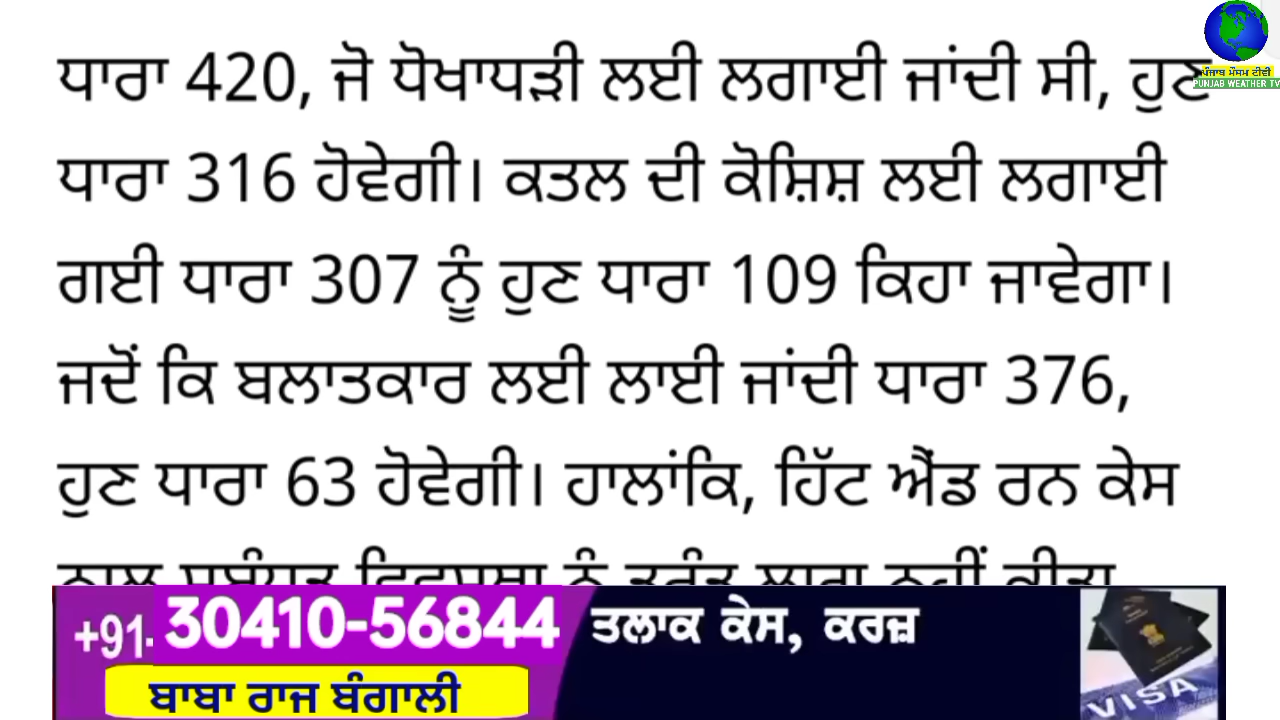 ਧਾਰਾ 420, ਜੋ ਧੋਖਾਧੜੀ ਲਈ ਲਗਾਈ ਜਾਂਦੀ ਸੀ, ਹੁਣ
ਪੰਜਾਬ ਮੌਸਮ ਟੀਵੀ
PUNJAB WEATHER TV
ਧਾਰਾ 316 ਹੋਵੇਗੀ। ਕਤਲ ਦੀ ਕੋਸ਼ਿਸ਼ ਲਈ ਲਗਾਈ
ਗਈ ਧਾਰਾ 307 ਨੂੰ ਹੁਣ ਧਾਰਾ 109 ਕਿਹਾ ਜਾਵੇਗਾ।
ਜਦੋਂ ਕਿ ਬਲਾਤਕਾਰ ਲਈ ਲਾਈ ਜਾਂਦੀ ਧਾਰਾ 376,
ਹੁਣ ਧਾਰਾ 63 ਹੋਵੇਗੀ। ਹਾਲਾਂਕਿ, ਹਿੱਟ ਐਂਡ ਰਨ ਕੇਸ
+91- 30410-56844
ਤਲਾਕ ਕੇਸ, ਕਰਜ਼
ਬਾਬਾ ਰਾਜ ਬੰਗਾਲੀ
VISA